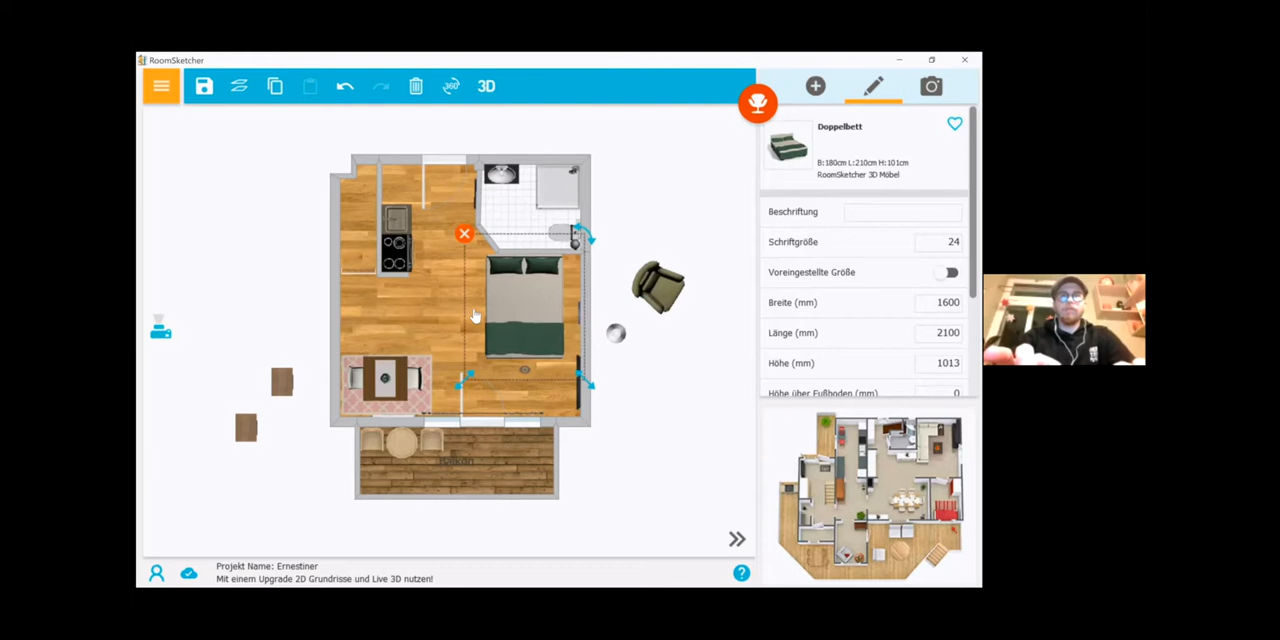 RoomSketcher
360
3D
Doppelbett
B:180cm L:210cm H:101cm
RoomSketcher 3D Möbel
Beschriftung
Schriftgröße 24
Voreingestellte Größe
Breite (mm) 1600
Länge (mm) 2100
Höhe (mm) 1013
Höhe über Fußboden (mm) 0
Balkon
Projekt Name: Ernestiner
Mit einem Upgrade 2D Grundrisse und Live 3D nutzen!